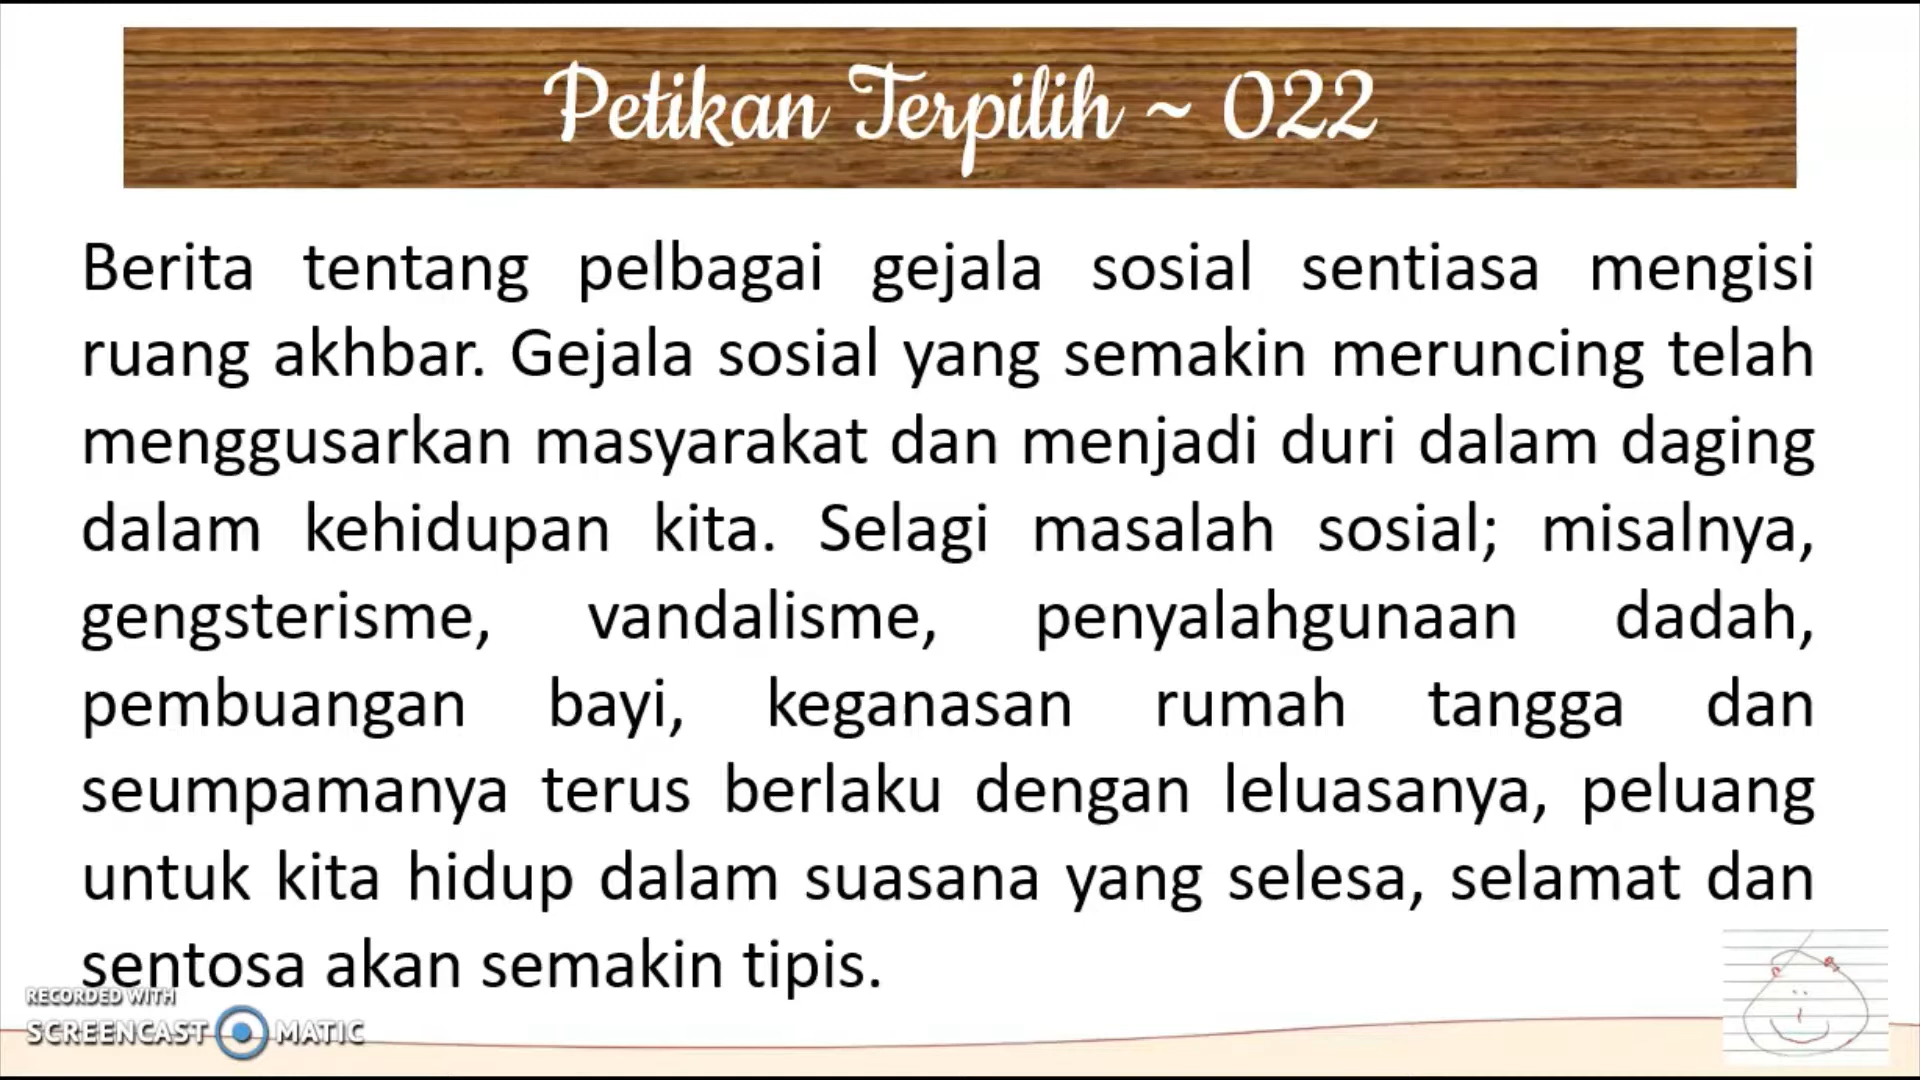 Petikan Terpilih ~ 022
Berita tentang pelbagai gejala sosial sentiasa mengisi
ruang akhbar. Gejala sosial yang semakin meruncing telah
menggusarkan masyarakat dan menjadi duri dalam daging
dalam kehidupan kita. Selagi masalah sosial; misalnya,
gengsterisme, vandalisme, penyalahgunaan dadah,
pembuangan bayi, keganasan rumah tangga dan
seumpamanya terus berlaku dengan leluasanya, peluang
untuk kita hidup dalam suasana yang selesa, selamat dan
sentosa akan semakin tipis.
RECORDED WITH
SCREENCAST MATIC